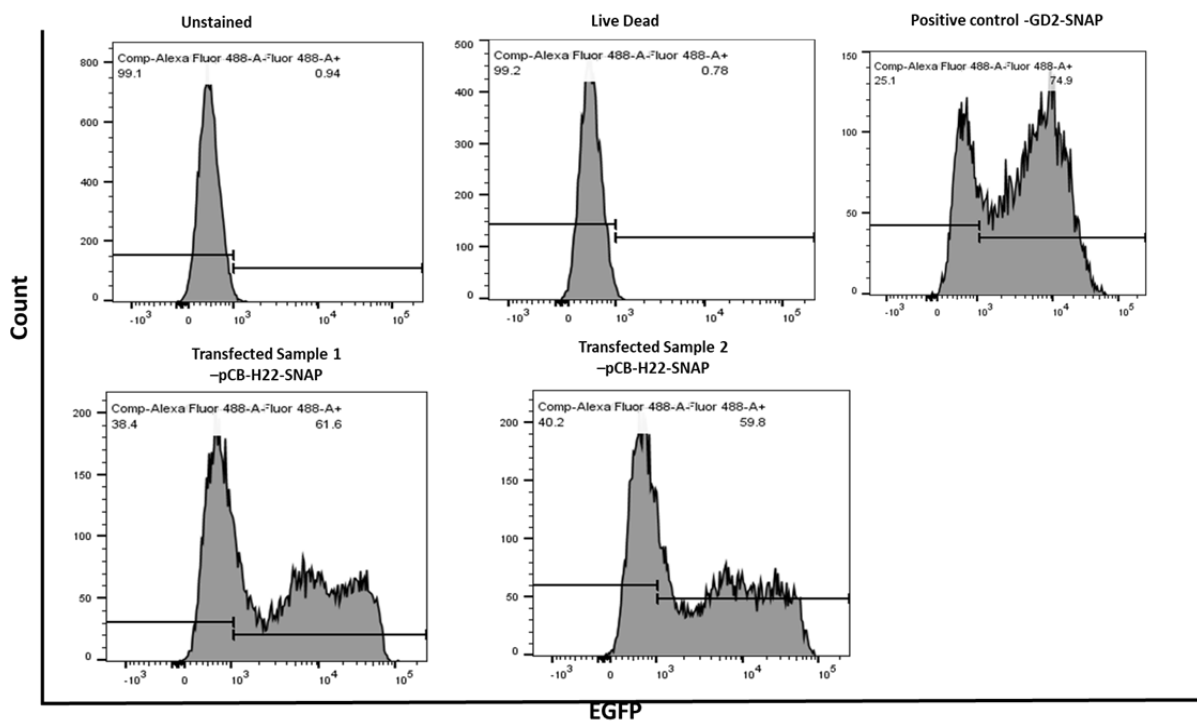 Unstained
Live Dead
Positive control -GD2-SNAP
Comp-Alexa Fluor 488-A-Fluor 488-A+
99.1 0.94
800
600
400
200
0
-10³ 0 10³ 10⁴ 10⁵
Comp-Alexa Fluor 488-A-Fluor 488-A+
99.2 0.78
500
400
300
200
100
0
-10³ 0 10³ 10⁴ 10⁵
Comp-Alexa Fluor 488-A-Fluor 488-A+
25.1 74.9
150
100
50
0
-10³ 0 10³ 10⁴ 10⁵
Count
Transfected Sample 1
–pCB-H22-SNAP
Comp-Alexa Fluor 488-A-Fluor 488-A+
38.4 61.6
200
150
100
50
0
-10³ 0 10³ 10⁴ 10⁵
Transfected Sample 2
–pCB-H22-SNAP
Comp-Alexa Fluor 488-A-Fluor 488-A+
40.2 59.8
200
150
100
50
0
-10³ 0 10³ 10⁴ 10⁵
EGFP